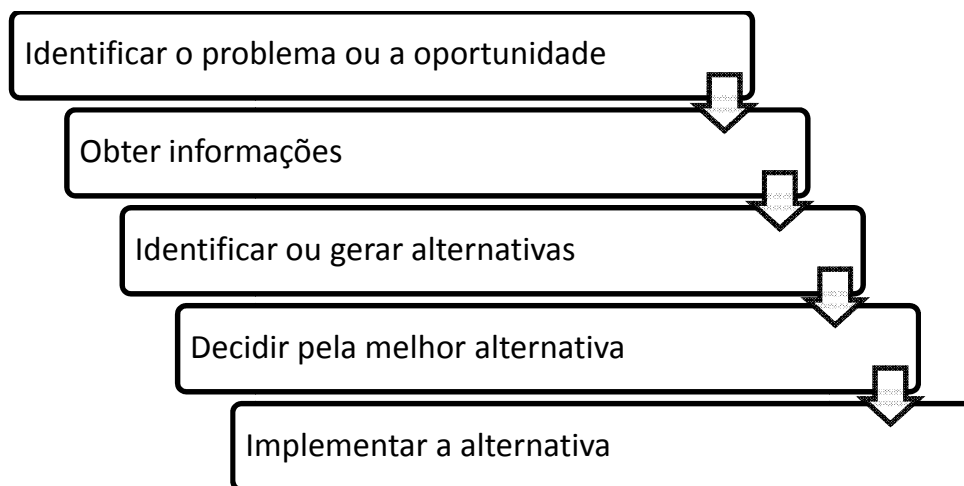 Identificar o problema ou a oportunidade
Obter informações
Identificar ou gerar alternativas
Decidir pela melhor alternativa
Implementar a alternativa